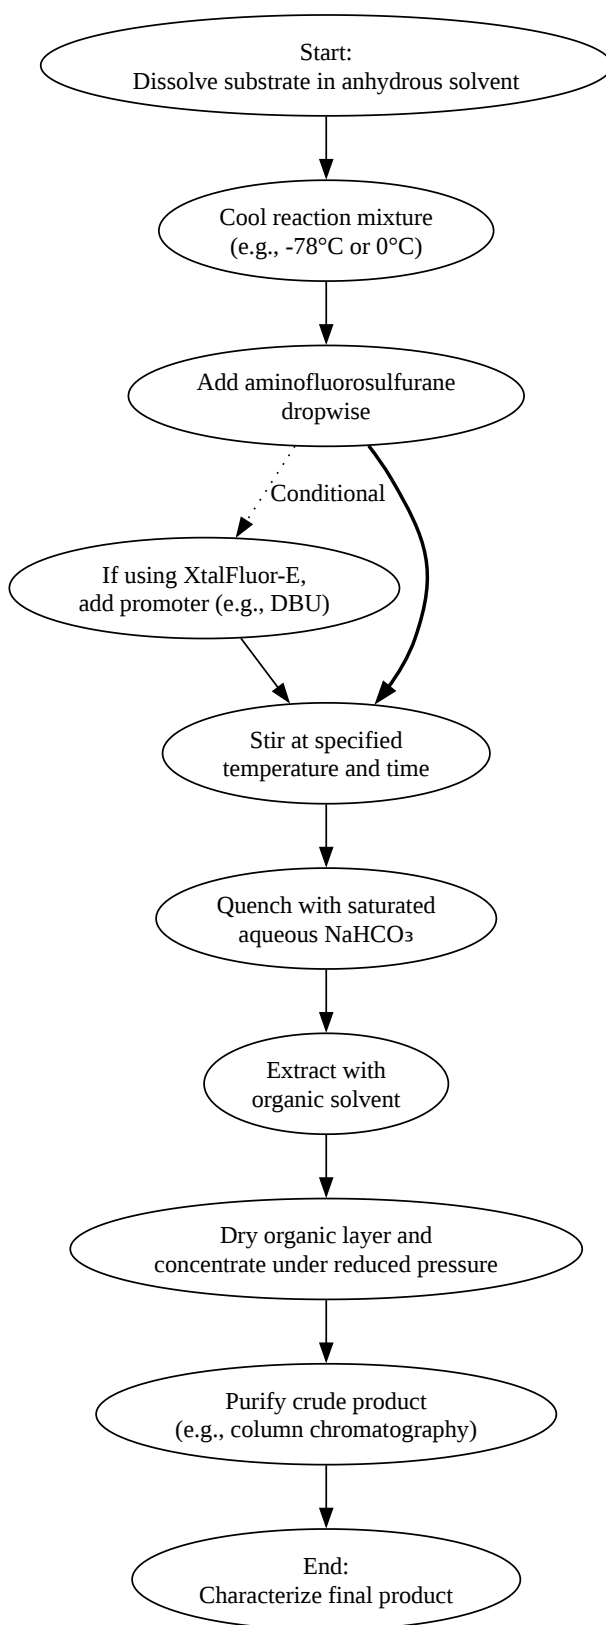 Start:
Dissolve substrate in anhydrous solvent
Cool reaction mixture
(e.g., -78°C or 0°C)
Add aminofluorosulfurane
dropwise
Conditional
If using XtalFluor-E,
add promoter (e.g., DBU)
Stir at specified
temperature and time
Quench with saturated
aqueous NaHCO₃
Extract with
organic solvent
Dry organic layer and
concentrate under reduced pressure
Purify crude product
(e.g., column chromatography)
End:
Characterize final product